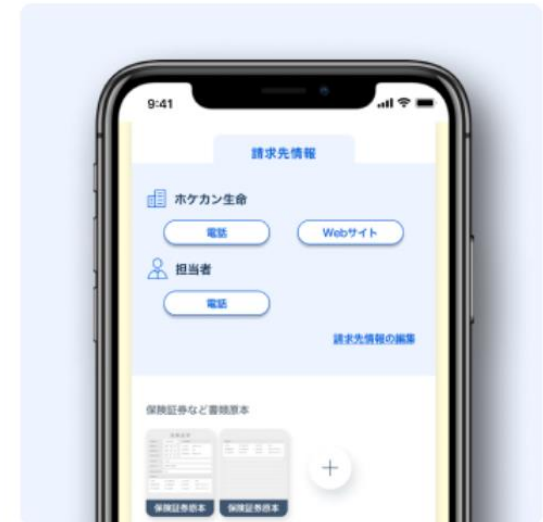 9:41
請求先情報
ホケカン生命
電話
Webサイト
担当者
電話
請求先情報の編集
保険証券など書類原本
保険証券原本
保険証券原本